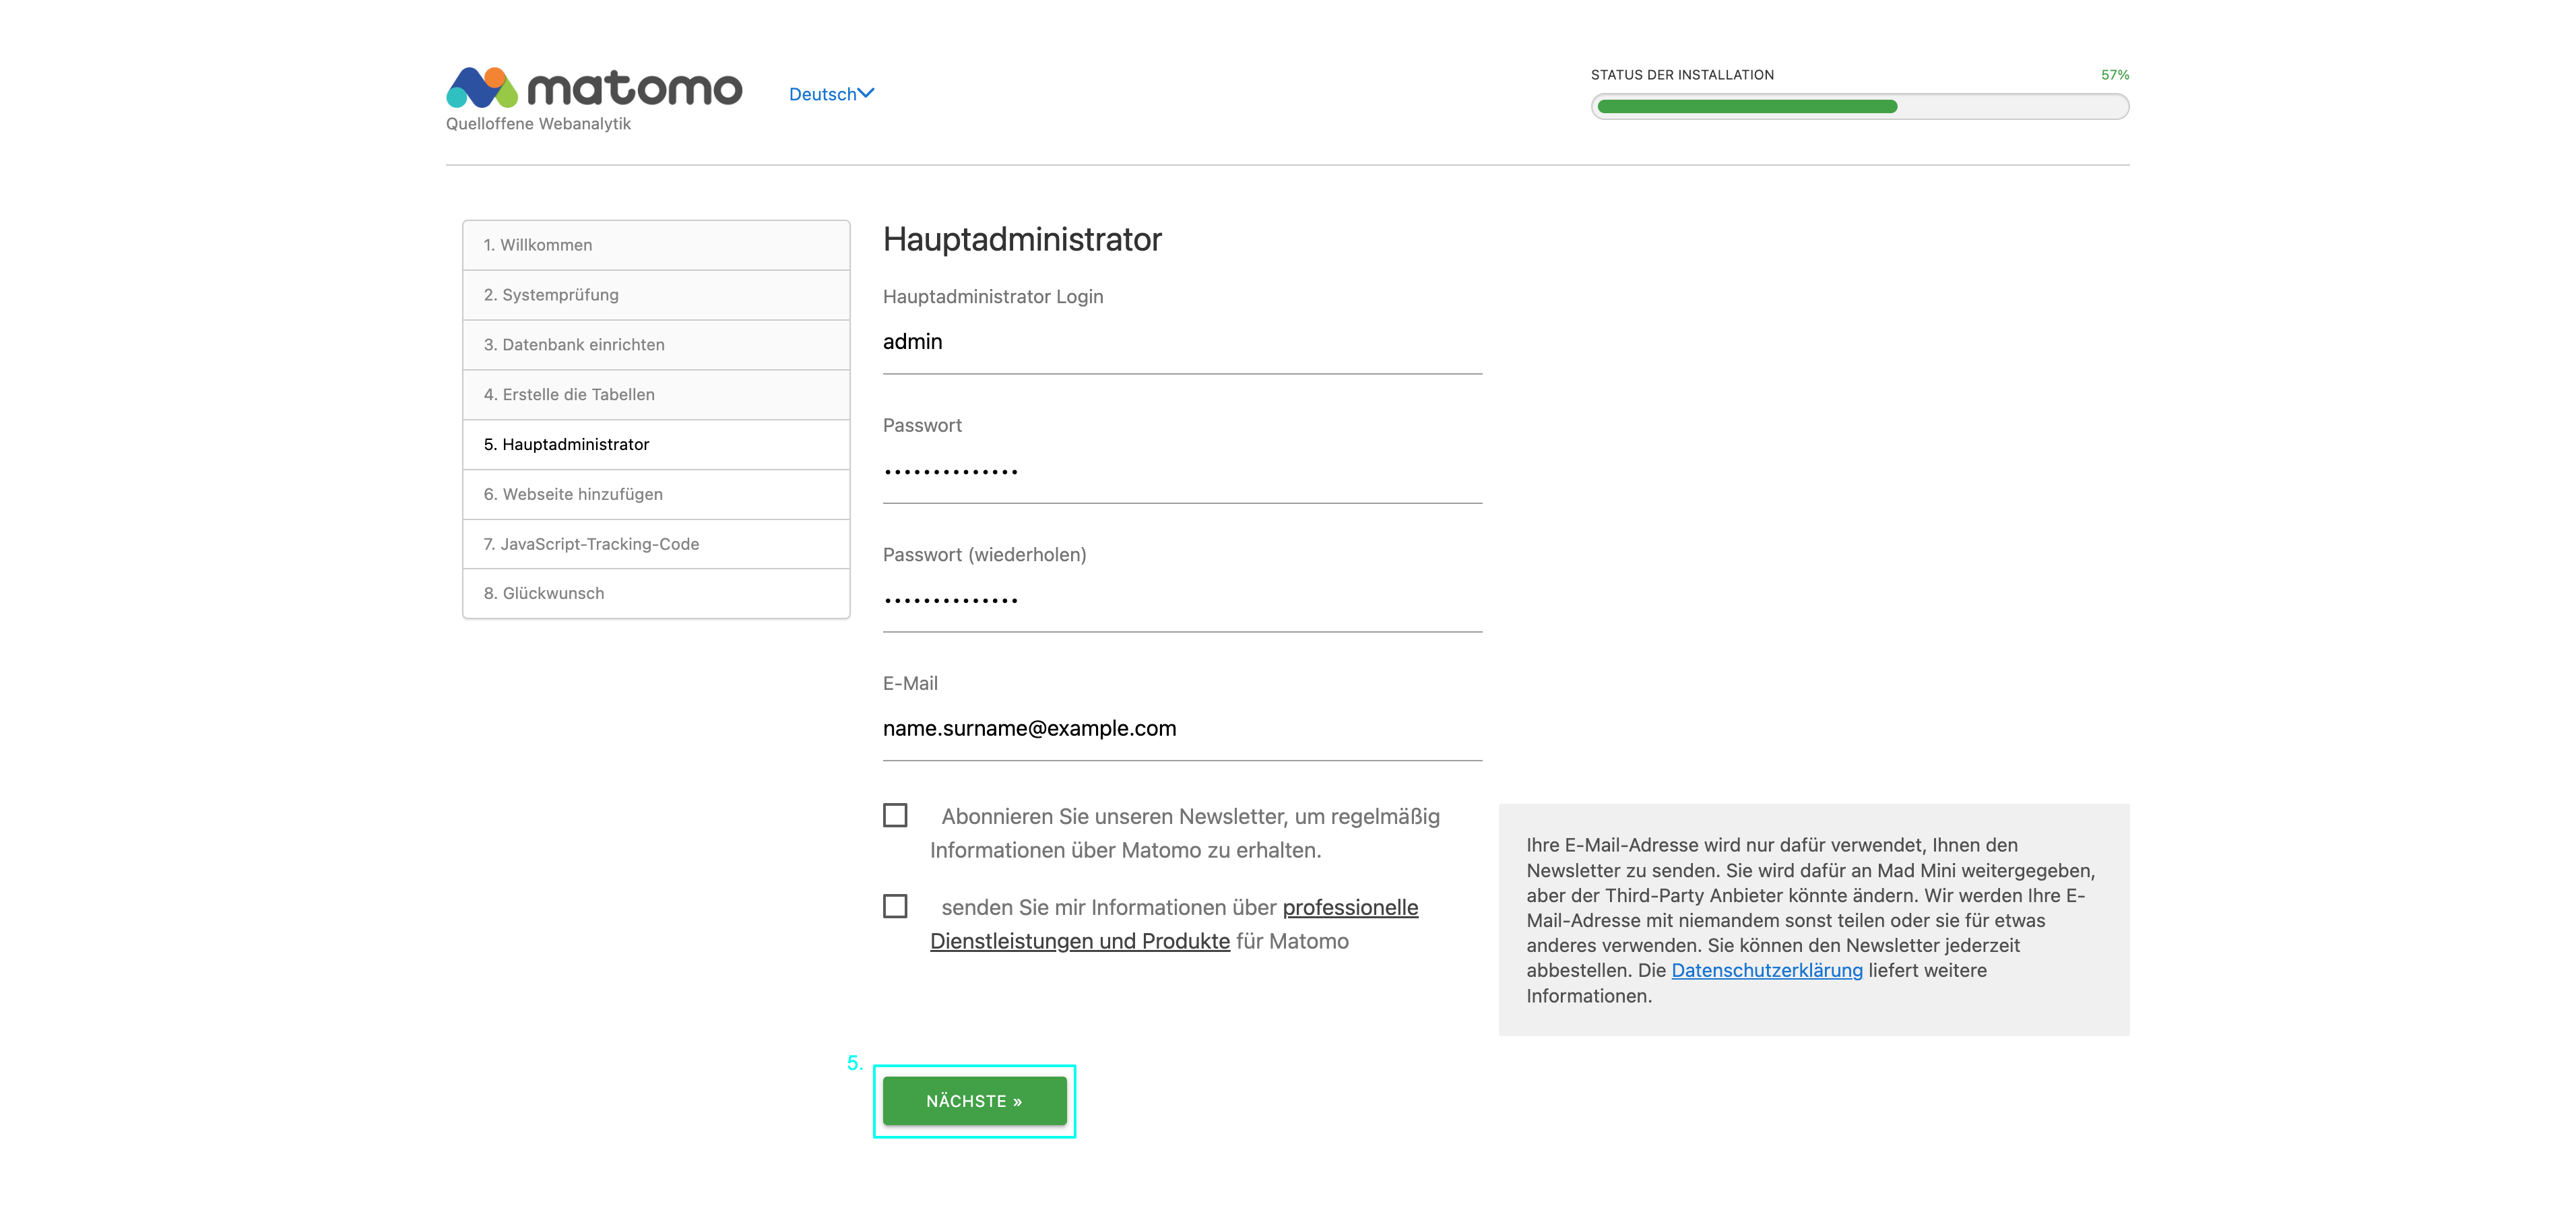 matomo
Quelloffene Webanalytik
Deutsch
STATUS DER INSTALLATION
57%
1. Willkommen
2. Systemprüfung
3. Datenbank einrichten
4. Erstelle die Tabellen
5. Hauptadministrator
6. Webseite hinzufügen
7. JavaScript-Tracking-Code
8. Glückwunsch
Hauptadministrator
Hauptadministrator Login
admin
Passwort
••••••••••••••
Passwort (wiederholen)
••••••••••••••
E-Mail
name.surname@example.com
Abonnieren Sie unseren Newsletter, um regelmäßig
Informationen über Matomo zu erhalten.
senden Sie mir Informationen über professionelle
Dienstleistungen und Produkte für Matomo
Ihre E-Mail-Adresse wird nur dafür verwendet, Ihnen den
Newsletter zu senden. Sie wird dafür an Mad Mini weitergegeben,
aber der Third-Party Anbieter könnte ändern. Wir werden Ihre E-
Mail-Adresse mit niemandem sonst teilen oder sie für etwas
anderes verwenden. Sie können den Newsletter jederzeit
abbestellen. Die Datenschutzerklärung liefert weitere
Informationen.
5.
NÄCHSTE »